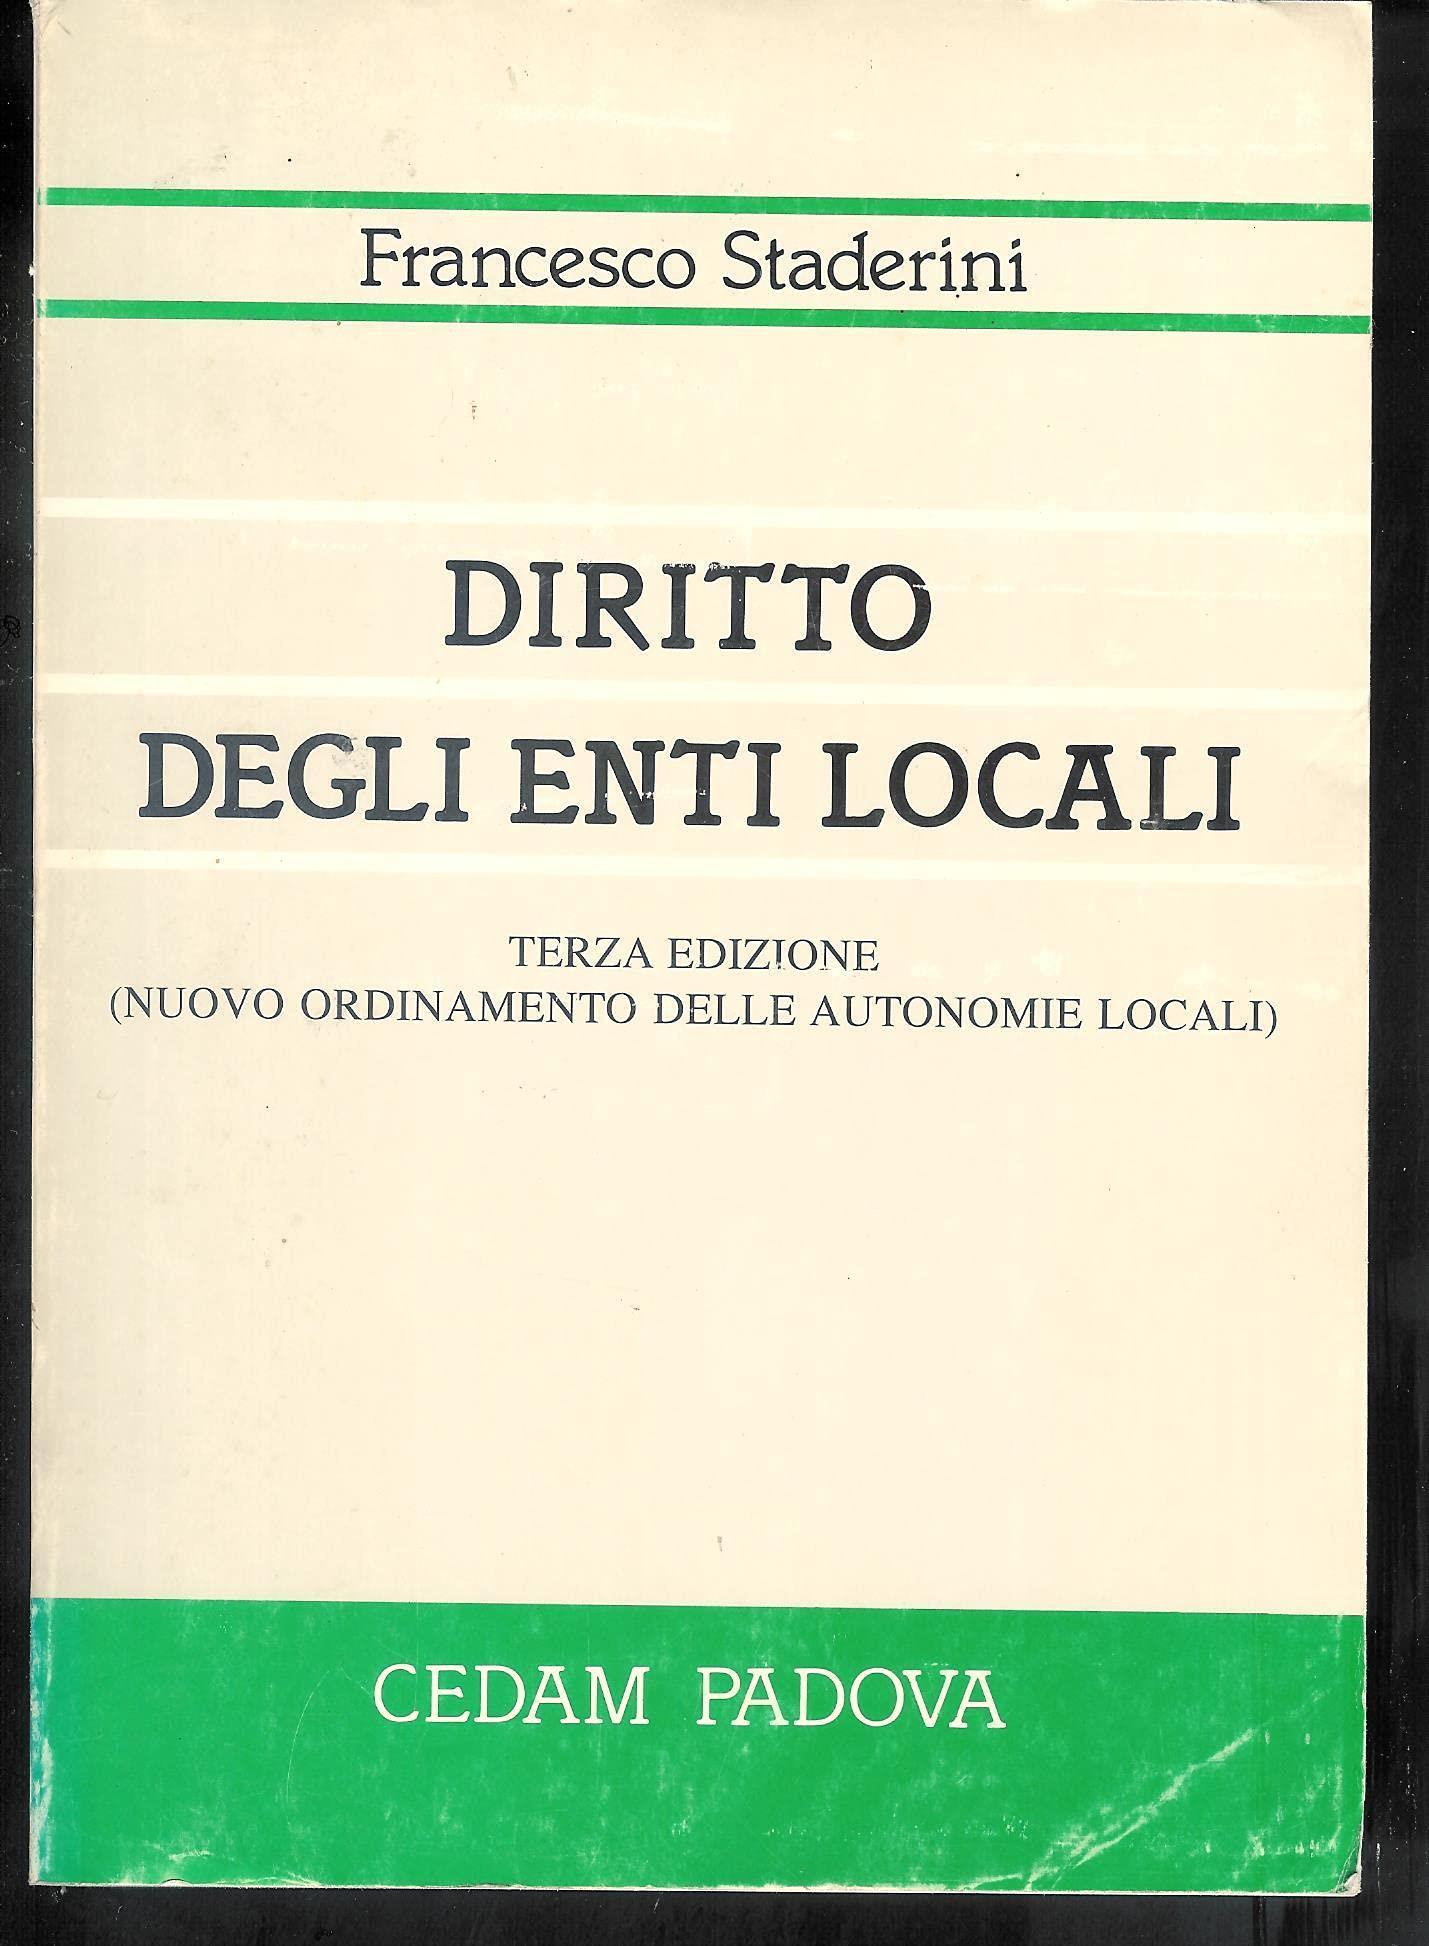 Francesco Staderini
DIRITTO
DEGLI ENTI LOCALI
TERZA EDIZIONE
(NUOVO ORDINAMENTO DELLE AUTONOMIE LOCALI)
CEDAM PADOVA